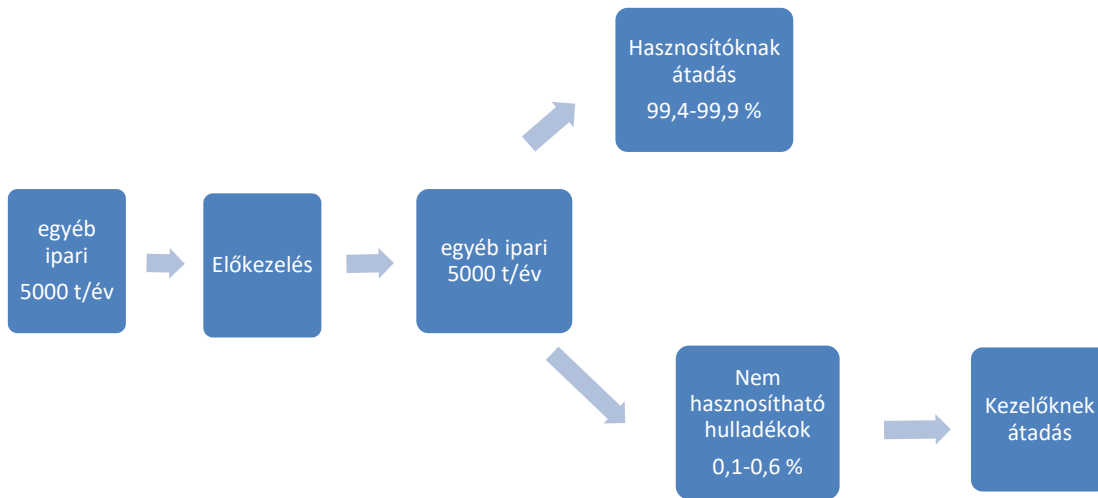 Hasznosítóknak
átadás
99,4-99,9 %
egyéb
ipari
5000 t/év
Előkezelés
egyéb ipari
5000 t/év
Nem
hasznosítható
hulladékok
0,1-0,6 %
Kezelőknek
átadás